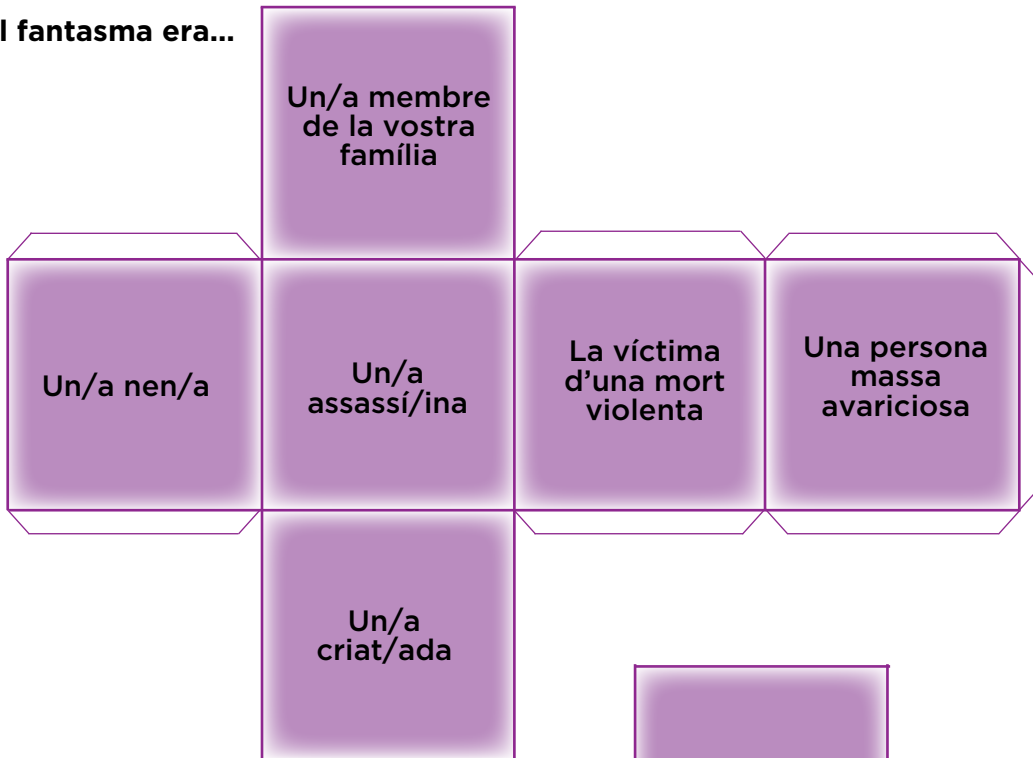 l fantasma era...
Un/a membre
de la vostra
família
Un/a nen/a
Un/a
assassí/ina
La víctima
d’una mort
violenta
Una persona
massa
avariciosa
Un/a
criat/ada